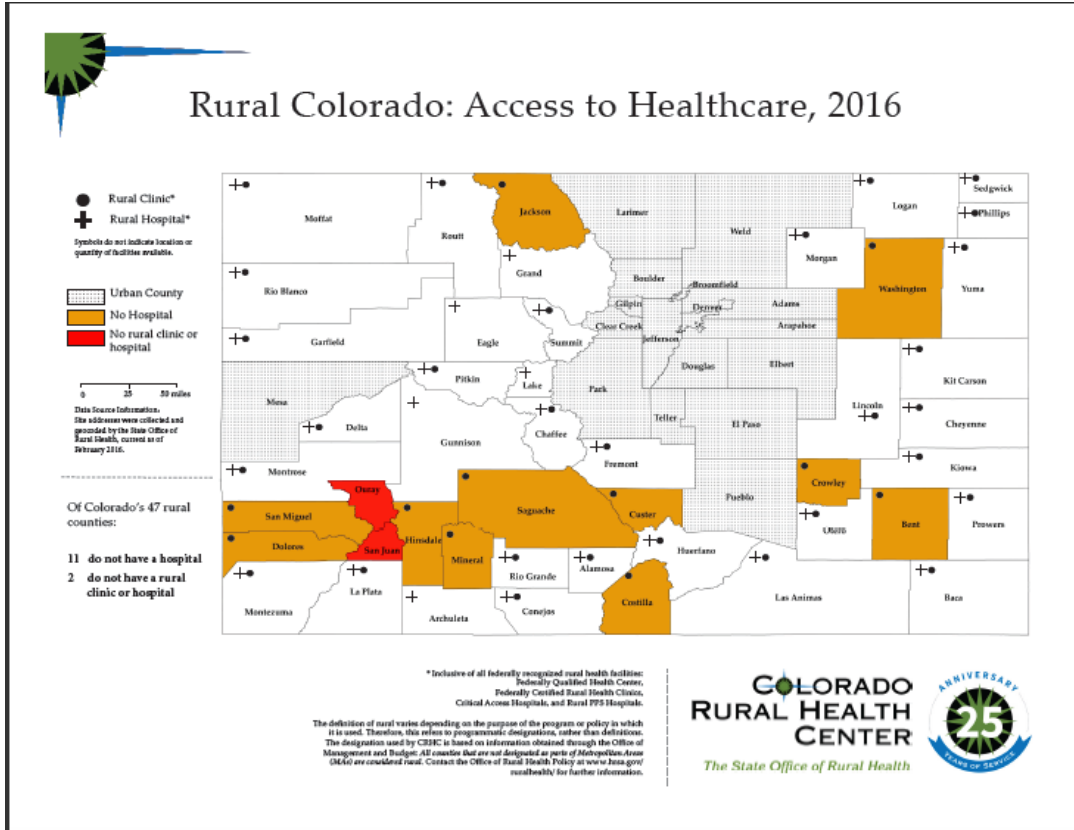 Rural Colorado: Access to Healthcare, 2016
Rural Clinic*
Rural Hospital*
Symbols do not indicate location or
quantity of facilities available.
Urban County
No Hospital
No rural clinic or
hospital
0 25 50 miles
Data Source Information:
Site addresses were collected and
geocoded by the State Office of
Rural Health, current as of
February 2016.
Of Colorado's 47 rural
counties:
11 do not have a hospital
2 do not have a rural
clinic or hospital
Moffat
Routt
Jackson
Larimer
Weld
Logan
Sedgwick
Phillips
Morgan
Washington
Yuma
Rio Blanco
Grand
Boulder
Broomfield
Gilpin
Denver
Adams
Clear Creek
Arapahoe
Jefferson
Garfield
Eagle
Summit
Douglas
Elbert
Kit Carson
Mesa
Pitkin
Lake
Park
Lincoln
Delta
Teller
El Paso
Cheyenne
Gunnison
Chaffee
Fremont
Montrose
Kiowa
Crowley
Pueblo
Ouray
San Miguel
Saguache
Custer
Otero
Bent
Prowers
Dolores
San Juan
Hinsdale
Mineral
Huerfano
Rio Grande
Alamosa
La Plata
Costilla
Las Animas
Baca
Montezuma
Archuleta
Conejos
* Inclusive of all federally recognized rural health facilities:
Federally Qualified Health Center,
Federally Certified Rural Health Clinics,
Critical Access Hospitals, and Rural PPS Hospitals.
The definition of rural varies depending on the purpose of the program or policy in which
it is used. Therefore, this refers to programmatic designations, rather than definitions.
The designation used by CRHC is based on information obtained through the Office of
Management and Budget: All counties that are not designated as parts of Metropolitan Areas
(MAs) are considered rural. Contact the Office of Rural Health Policy at www.hrsa.gov/
ruralhealth/ for further information.
COLORADO
RURAL HEALTH
CENTER
The State Office of Rural Health
ANNIVERSARY
25
YEARS OF SERVICE